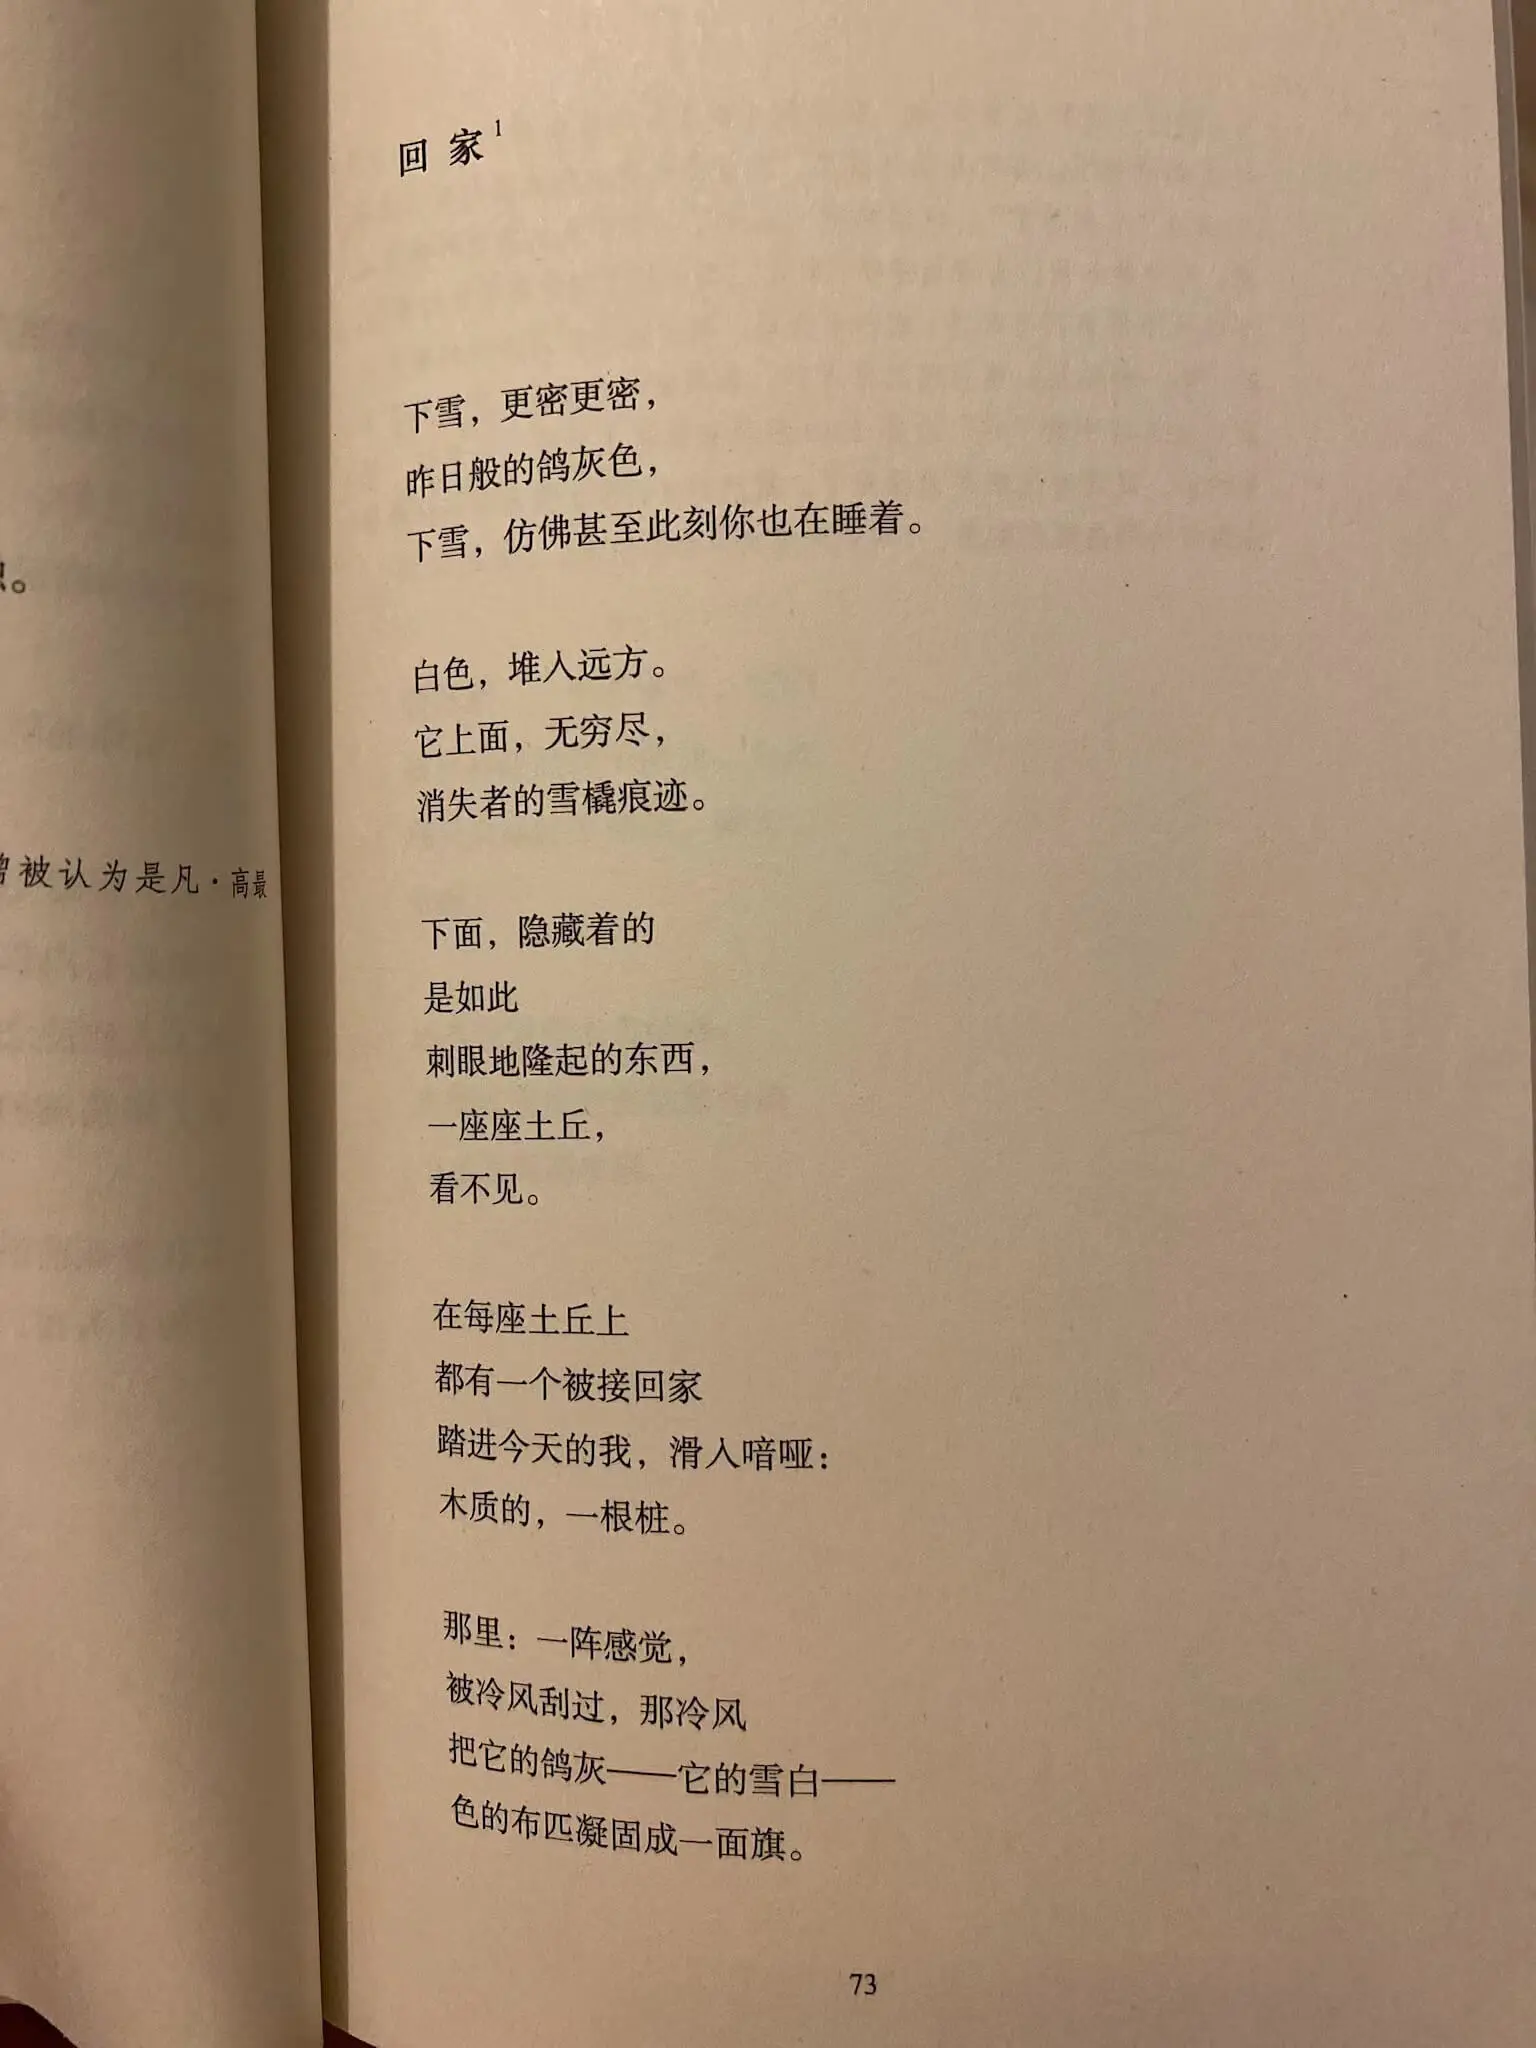 回家¹
下雪，更密更密，
昨日般的鸽灰色，
下雪，仿佛甚至此刻你也在睡着。
白色，堆入远方。
它上面，无穷尽，
消失者的雪橇痕迹。
下面，隐藏着的
是如此
刺眼地隆起的东西，
一座座土丘，
看不见。
在每座土丘上
都有一个被接回家
踏进今天的我，滑入喑哑：
木质的，一根桩。
那里：一阵感觉，
被冷风刮过，那冷风
把它的鸽灰——它的雪白——
色的布匹凝固成一面旗。
73
被认为是凡·高最